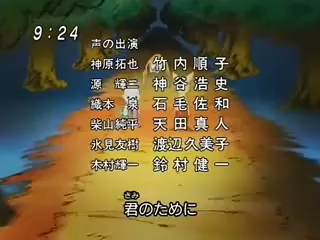 9:24
声の出演
神原拓也 竹内順子
源 輝二 神谷浩史
織本 泉 石毛佐和
柴山純平 天田真人
氷見友樹 渡辺久美子
木村輝一 鈴村健一
きみ
君のために